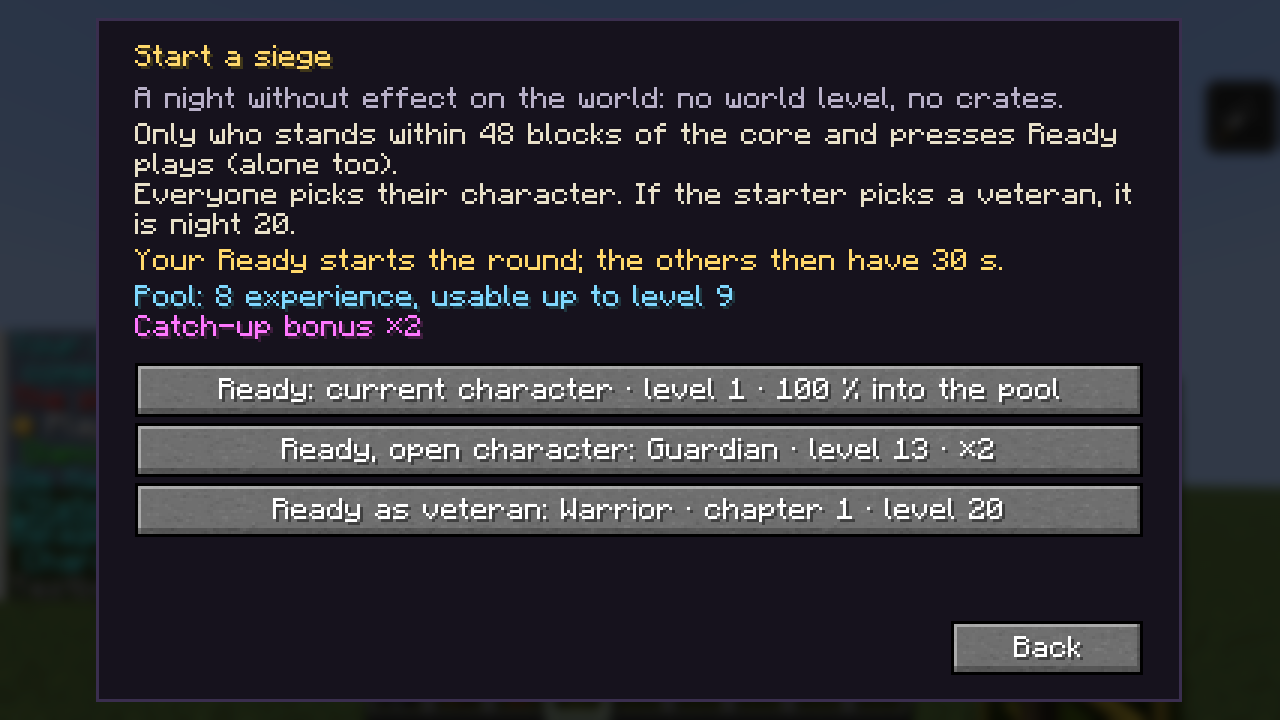 Start a siege
A night without effect on the world: no world level, no crates.
Only who stands within 48 blocks of the core and presses Ready
plays (alone too).
Everyone picks their character. If the starter picks a veteran, it
is night 20.
Your Ready starts the round; the others then have 30 s.
Pool: 8 experience, usable up to level 9
Catch-up bonus ×2
Ready: current character · level 1 · 100 % into the pool
Ready, open character: Guardian · level 13 · ×2
Ready as veteran: Warrior · chapter 1 · level 20
Back